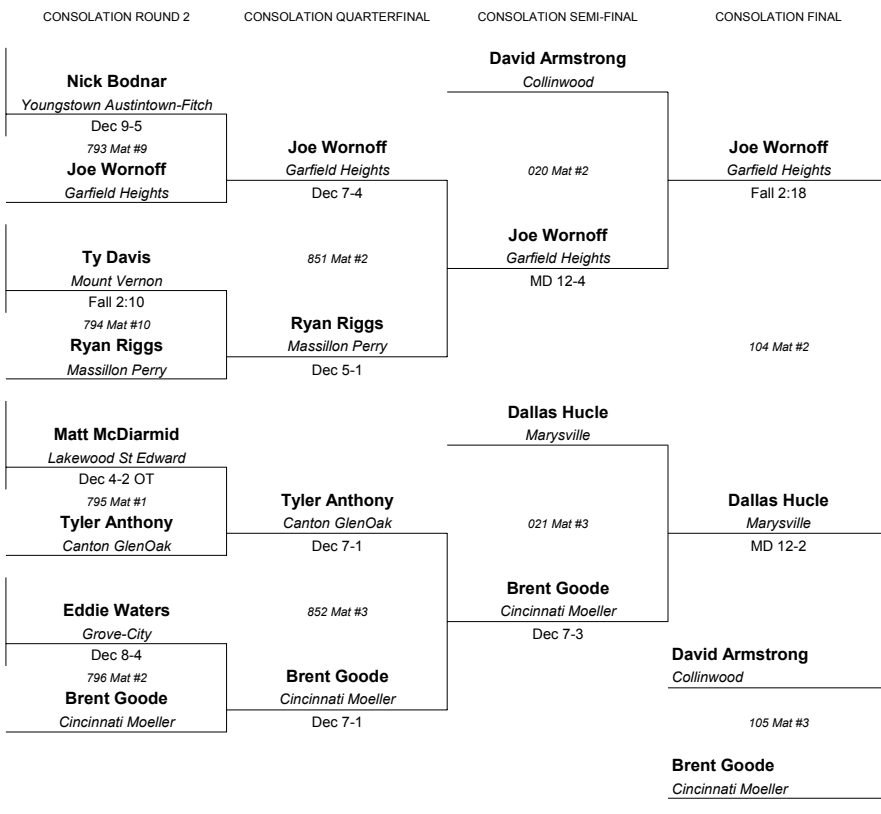 CONSOLATION ROUND 2
Nick Bodnar
Youngstown Austintown-Fitch
Dec 9-5
793 Mat #9
Joe Wornoff
Garfield Heights
Ty Davis
Mount Vernon
Fall 2:10
794 Mat #10
Ryan Riggs
Massillon Perry
Matt McDiarmid
Lakewood St Edward
Dec 4-2 OT
795 Mat #1
Tyler Anthony
Canton GlenOak
Eddie Waters
Grove-City
Dec 8-4
796 Mat #2
Brent Goode
Cincinnati Moeller
CONSOLATION QUARTERFINAL
Joe Wornoff
Garfield Heights
Dec 7-4
851 Mat #2
Ryan Riggs
Massillon Perry
Dec 5-1
Tyler Anthony
Canton GlenOak
Dec 7-1
852 Mat #3
Brent Goode
Cincinnati Moeller
Dec 7-1
CONSOLATION SEMI-FINAL
David Armstrong
Collinwood
020 Mat #2
Joe Wornoff
Garfield Heights
MD 12-4
Dallas Hucle
Marysville
021 Mat #3
Brent Goode
Cincinnati Moeller
Dec 7-3
CONSOLATION FINAL
Joe Wornoff
Garfield Heights
Fall 2:18
104 Mat #2
Dallas Hucle
Marysville
MD 12-2
David Armstrong
Collinwood
105 Mat #3
Brent Goode
Cincinnati Moeller